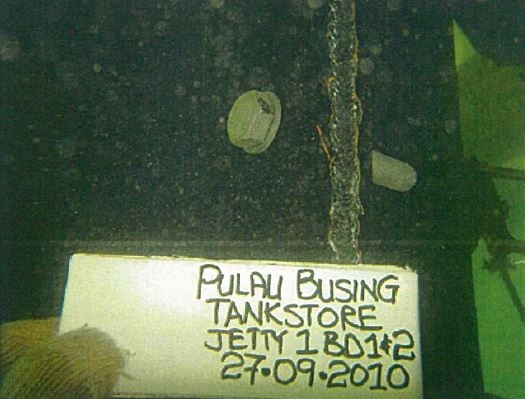 PULAU BUSING
TANKSTORE
JETTY 1 BD1&2
27.09.2010